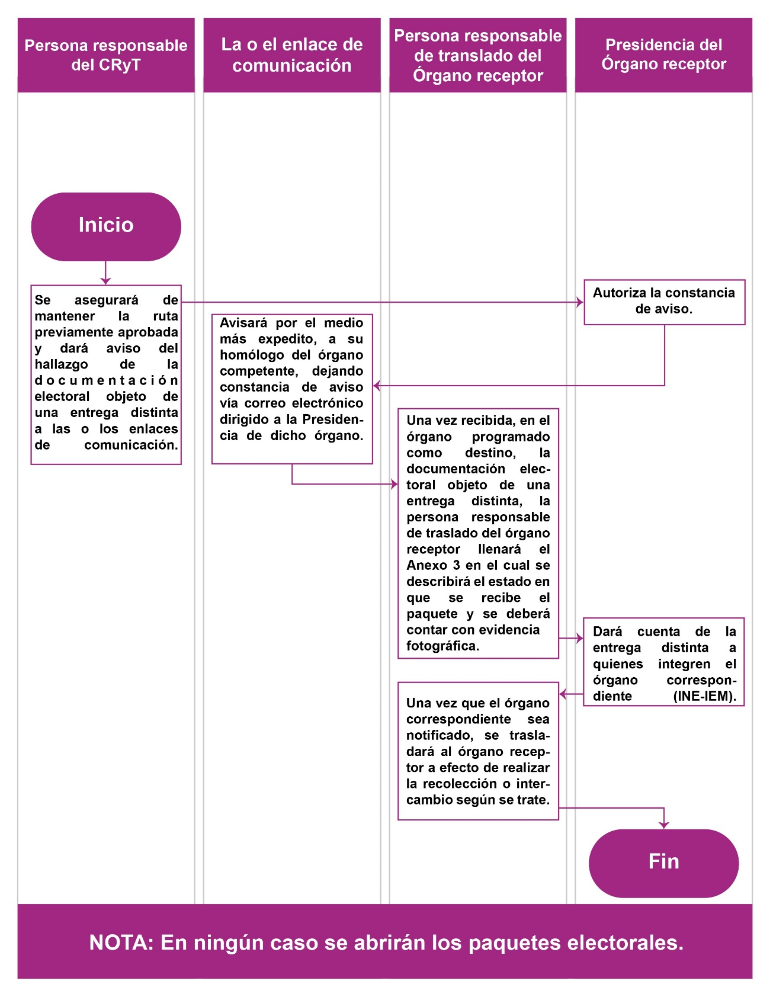 Persona responsable
del CRyT
La o el enlace de
comunicación
Persona responsable
de translado del
Órgano receptor
Presidencia del
Órgano receptor
Inicio
Se asegurará de
mantener la ruta
previamente aprobada
y dará aviso del
hallazgo de la
documentación
electoral objeto de
una entrega distinta
a las o los enlaces
de comunicación.
Autoriza la constancia
de aviso.
Avisará por el medio
más expedito, a su
homólogo del órgano
competente, dejando
constancia de aviso
vía correo electrónico
dirigido a la Presiden-
cia de dicho órgano.
Una vez recibida, en el
órgano programado
como destino, la
documentación elec-
toral objeto de una
entrega distinta, la
persona responsable
de traslado del órgano
receptor llenará el
Anexo 3 en el cual se
describirá el estado en
que se recibe el
paquete y se deberá
contar con evidencia
fotográfica.
Dará cuenta de la
entrega distinta a
quienes integren el
órgano correspon-
diente (INE-IEM).
Una vez que el órgano
correspondiente sea
notificado, se trasla-
dará al órgano recep-
tor a efecto de realizar
la recolección o inter-
cambio según se trate.
Fin
NOTA: En ningún caso se abrirán los paquetes electorales.